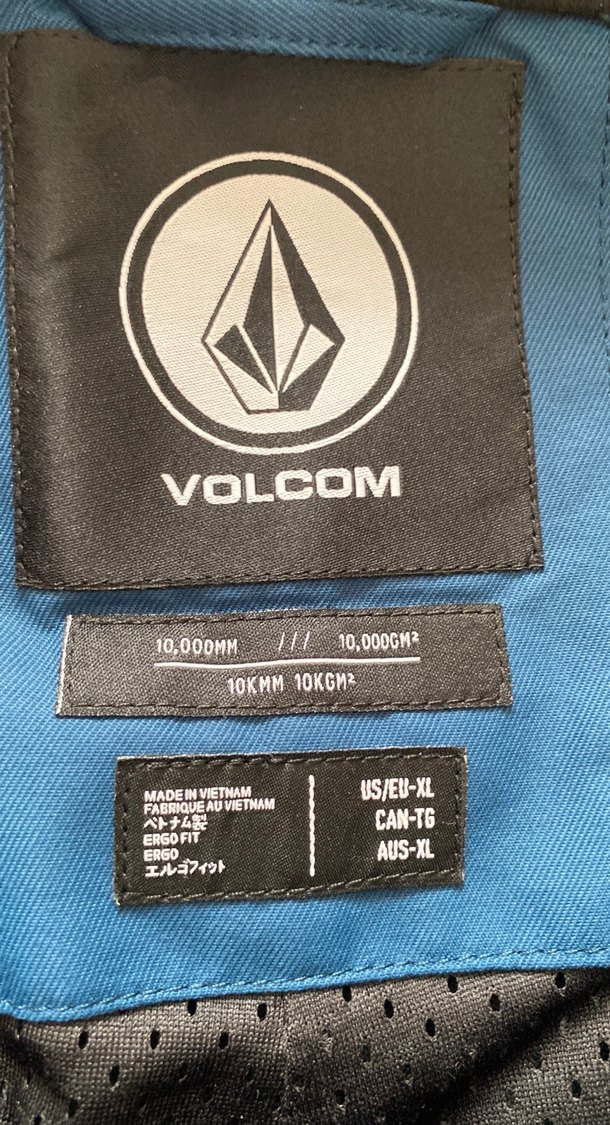 VOLCOM
10,000MM /// 10,000GM²
10KMM 10KGM²
MADE IN VIETNAM
FABRIQUE AU VIETNAM
ベトナム製
ERGO FIT
ERGO
エルゴフィット
US/EU-XL
CAN-TG
AUS-XL